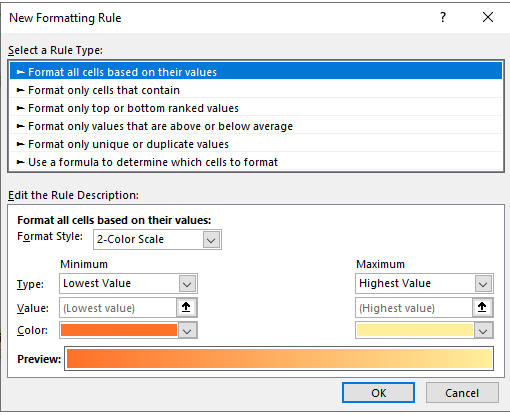 New Formatting Rule ? ×
Select a Rule Type:
► Format all cells based on their values
► Format only cells that contain
► Format only top or bottom ranked values
► Format only values that are above or below average
► Format only unique or duplicate values
► Use a formula to determine which cells to format
Edit the Rule Description:
Format all cells based on their values:
Format Style: 2-Color Scale
Minimum Maximum
Type: Lowest Value Highest Value
Value: (Lowest value) (Highest value)
Color:
Preview:
OK Cancel